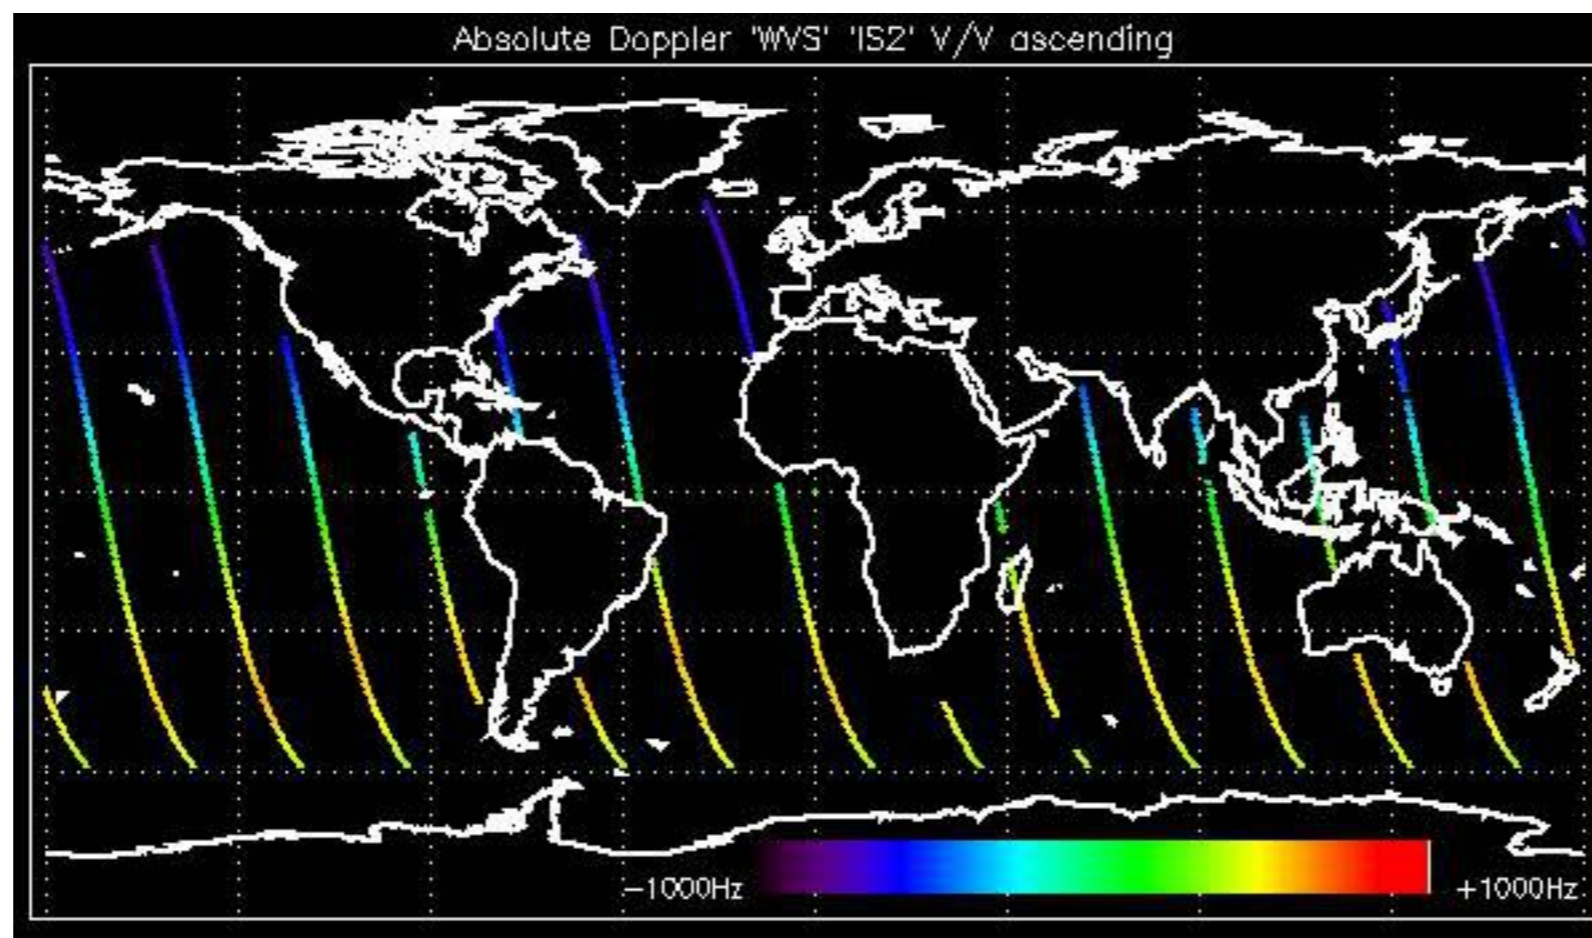 Absolute Doppler 'WVS' 'IS2' V/V ascending
−1000Hz
+1000Hz